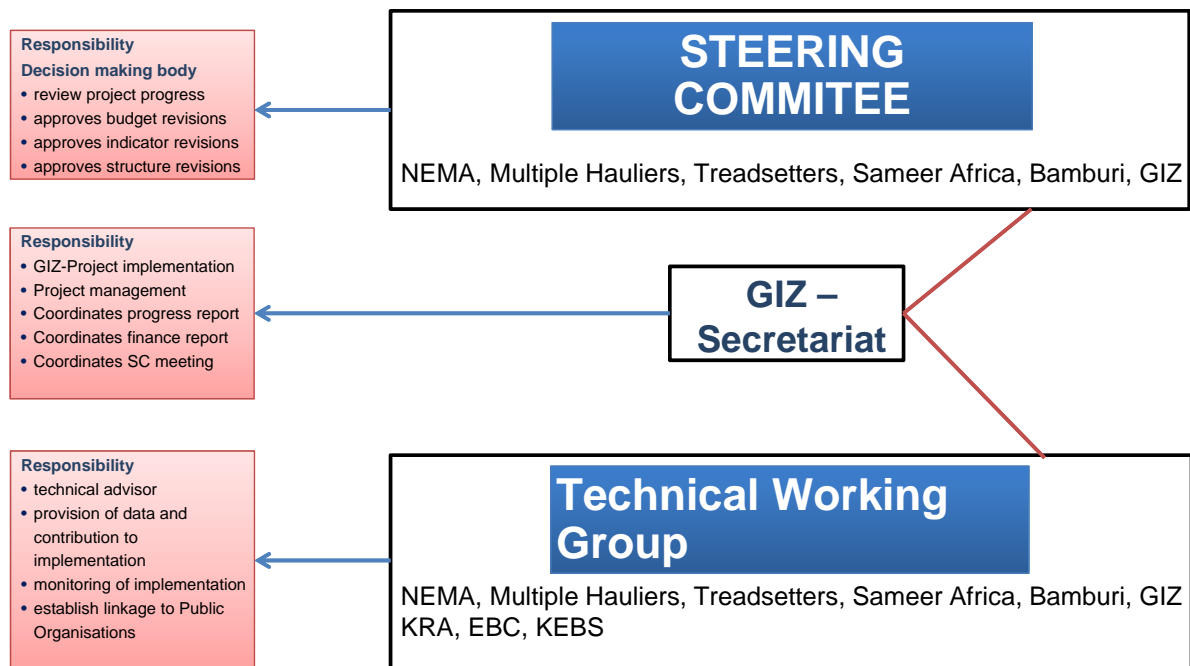 Responsibility
Decision making body
• review project progress
• approves budget revisions
• approves indicator revisions
• approves structure revisions
STEERING
COMMITEE
NEMA, Multiple Hauliers, Treadsetters, Sameer Africa, Bamburi, GIZ
Responsibility
• GIZ-Project implementation
• Project management
• Coordinates progress report
• Coordinates finance report
• Coordinates SC meeting
GIZ –
Secretariat
Responsibility
• technical advisor
• provision of data and
contribution to
implementation
• monitoring of implementation
• establish linkage to Public
Organisations
Technical Working
Group
NEMA, Multiple Hauliers, Treadsetters, Sameer Africa, Bamburi, GIZ
KRA, EBC, KEBS